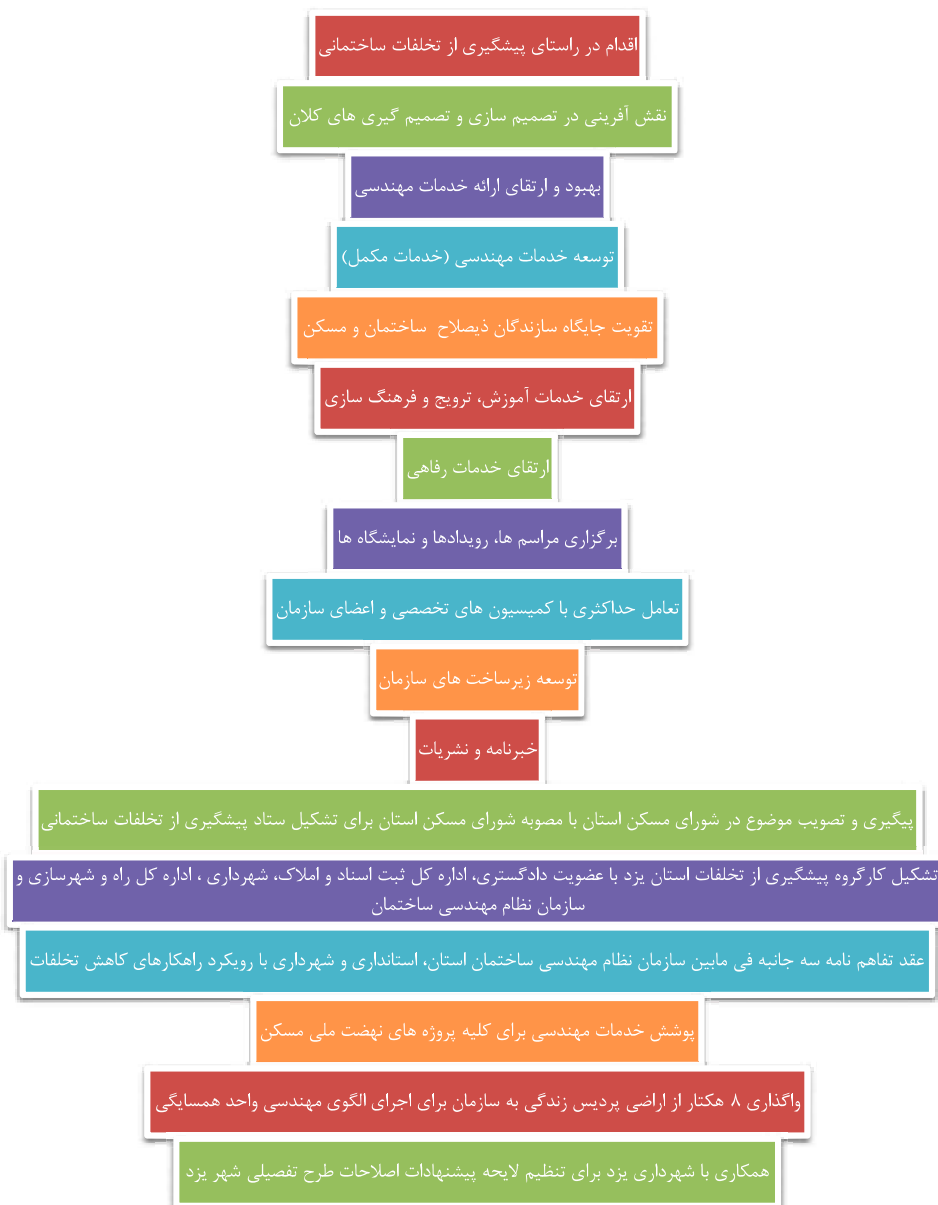 اقدام در راستای پیشگیری از تخلفات ساختمانی
نقش آفرینی در تصمیم سازی و تصمیم گیری های کلان
بهبود و ارتقای ارائه خدمات مهندسی
توسعه خدمات مهندسی (خدمات مکمل)
تقویت جایگاه سازندگان ذیصلاح ساختمان و مسکن
ارتقای خدمات آموزش، ترویج و فرهنگ سازی
ارتقای خدمات رفاهی
برگزاری مراسم ها، رویدادها و نمایشگاه ها
تعامل حداکثری با کمیسیون های تخصصی و اعضای سازمان
توسعه زیرساخت های سازمان
خبرنامه و نشریات
پیگیری و تصویب موضوع در شورای مسکن استان با مصوبه شورای مسکن استان برای تشکیل ستاد پیشگیری از تخلفات ساختمانی
تشکیل کارگروه پیشگیری از تخلفات استان یزد با عضویت دادگستری، اداره کل ثبت اسناد و املاک، شهرداری ، اداره کل راه و شهرسازی و
سازمان نظام مهندسی ساختمان
عقد تفاهم نامه سه جانبه فی مابین سازمان نظام مهندسی ساختمان استان، استانداری و شهرداری با رویکرد راهکارهای کاهش تخلفات
پوشش خدمات مهندسی برای کلیه پروژه های نهضت ملی مسکن
واگذاری ۸ هکتار از اراضی پردیس زندگی به سازمان برای اجرای الگوی مهندسی واحد همسایگی
همکاری با شهرداری یزد برای تنظیم لایحه پیشنهادات اصلاحات طرح تفصیلی شهر یزد